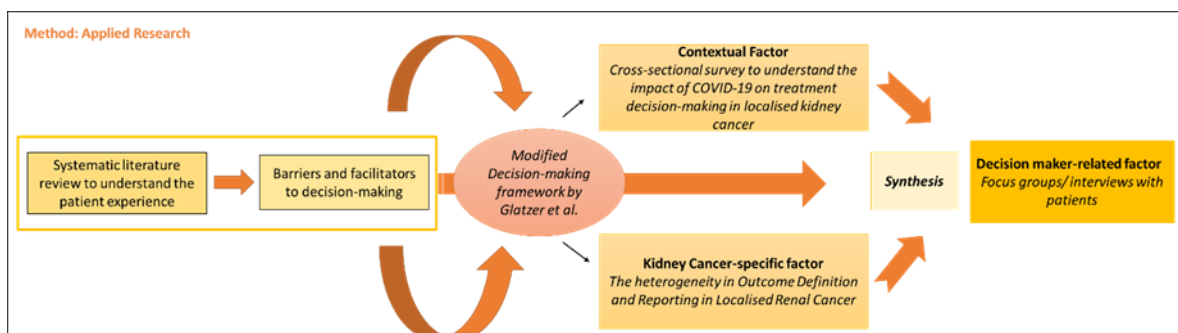 Method: Applied Research
Systematic literature
review to understand the
patient experience
Barriers and facilitators
to decision-making
Modified
Decision-making
framework by
Glatzer et al.
Contextual Factor
Cross-sectional survey to understand the
impact of COVID-19 on treatment
decision-making in localised kidney
cancer
Kidney Cancer-specific factor
The heterogeneity in Outcome Definition
and Reporting in Localised Renal Cancer
Synthesis
Decision maker-related factor
Focus groups/ interviews with
patients